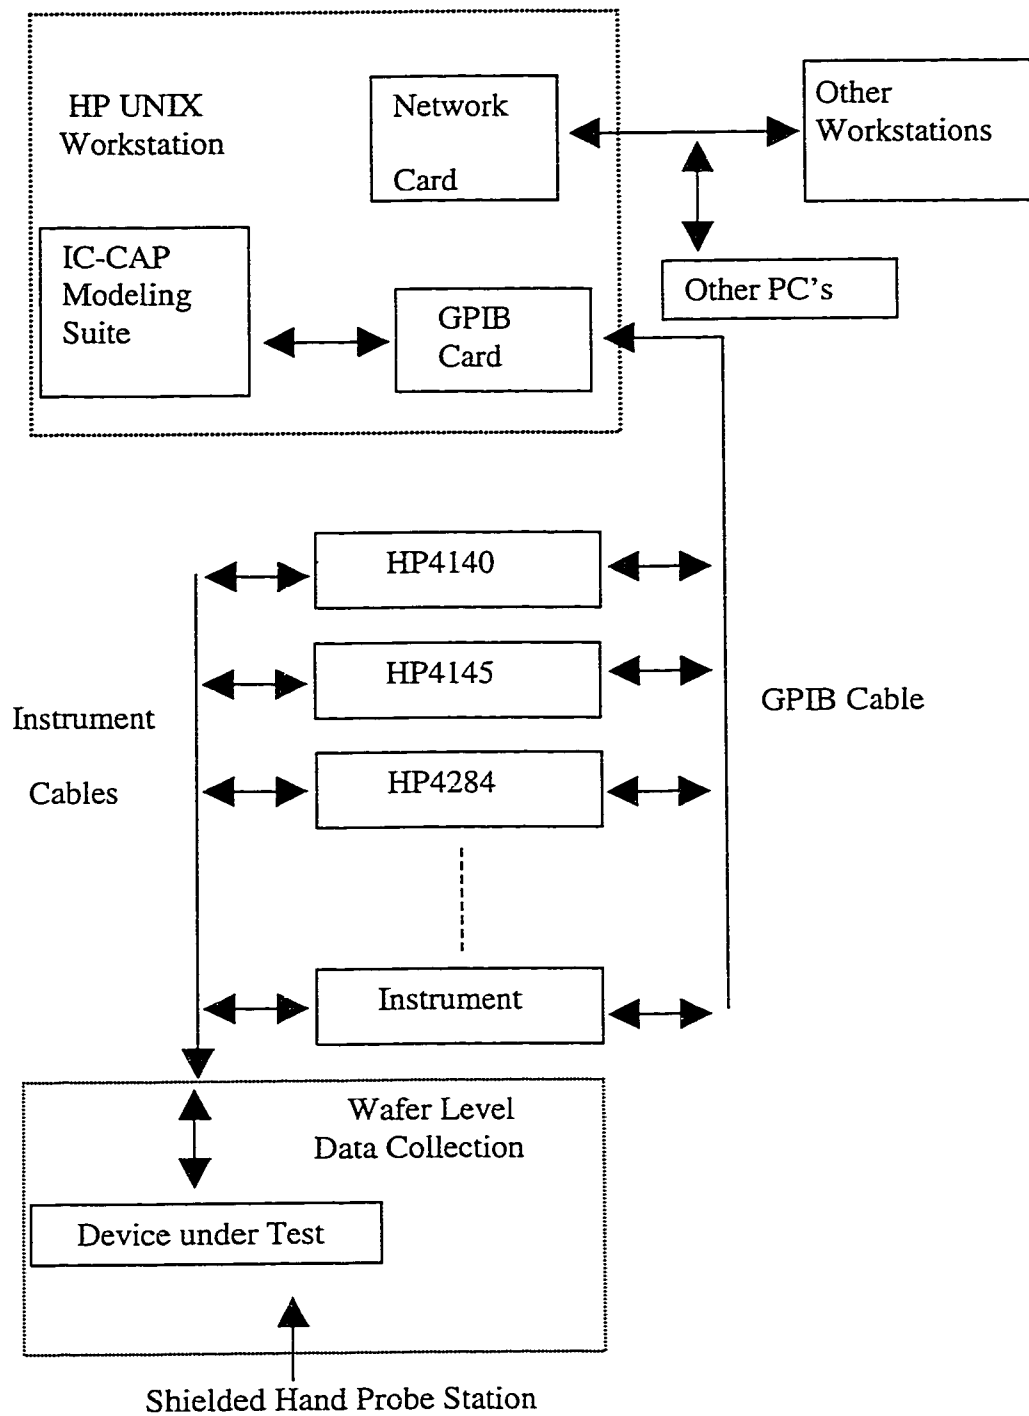 HP UNIX
Workstation
Network
Card
Other
Workstations
IC-CAP
Modeling
Suite
GPIB
Card
Other PC's
HP4140
HP4145
Instrument
Cables
GPIB Cable
HP4284
Instrument
Wafer Level
Data Collection
Device under Test
Shielded Hand Probe Station